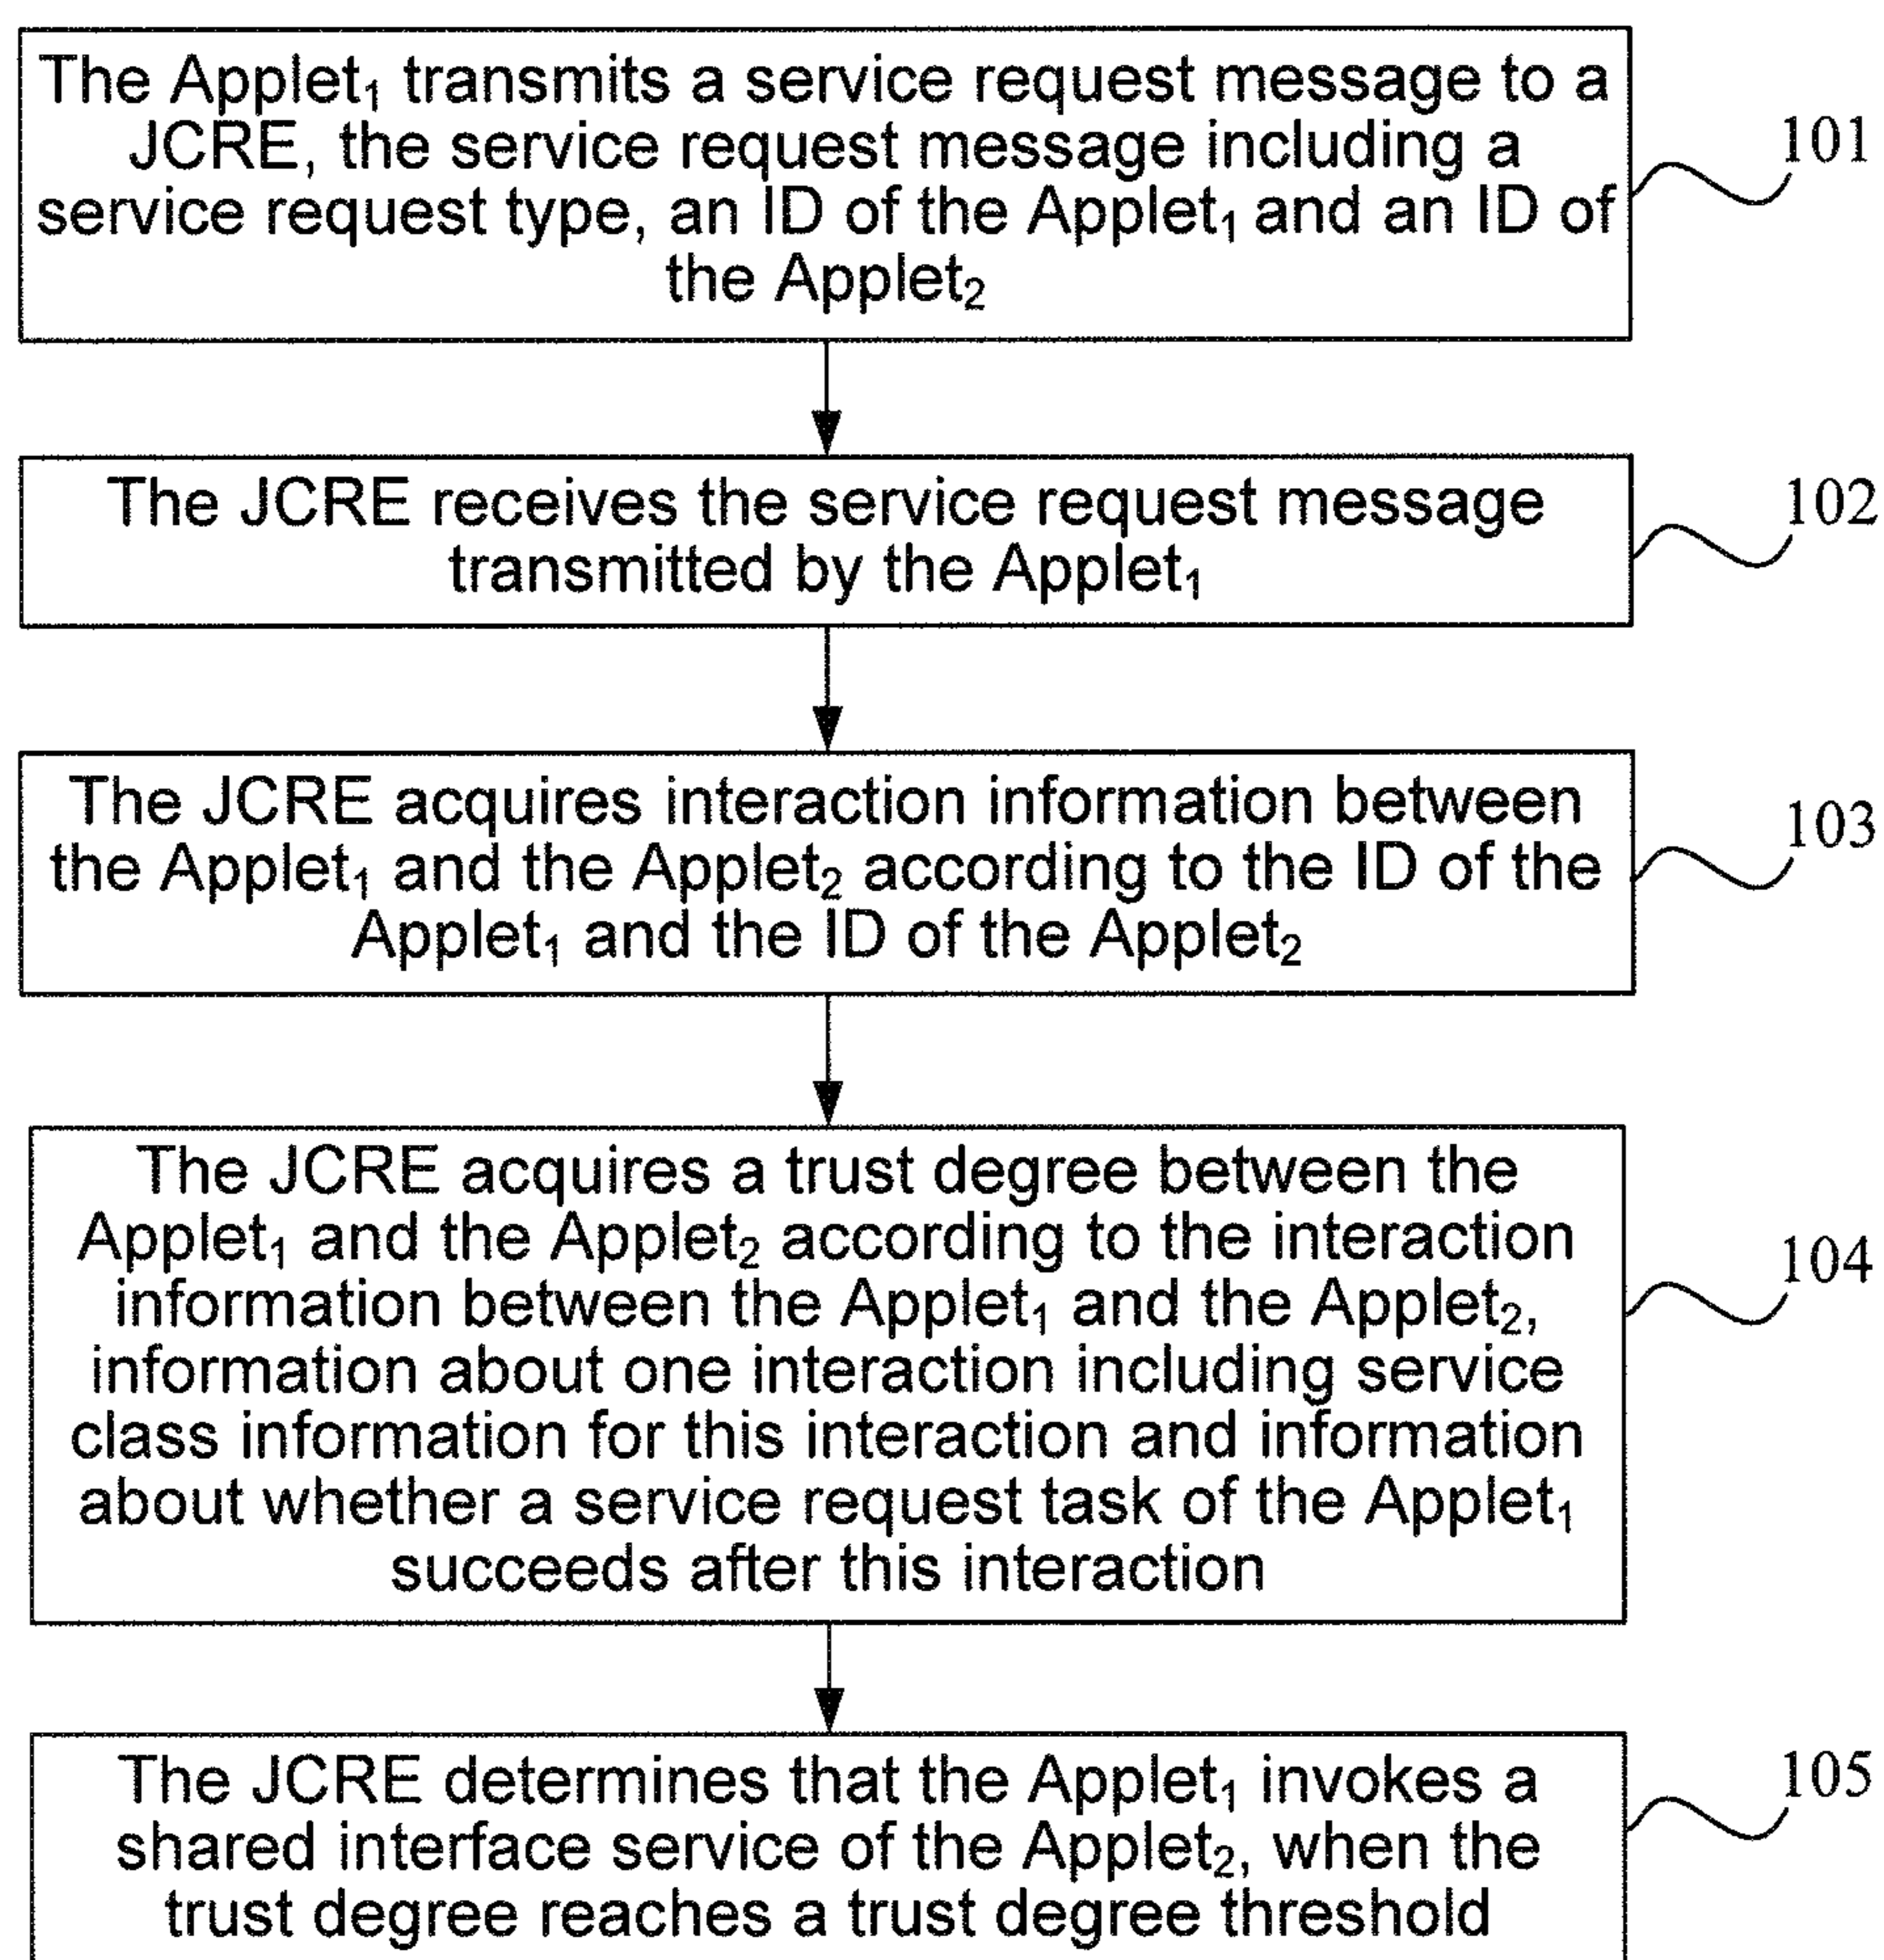 The Applet₁ transmits a service request message to a
JCRE, the service request message including a
service request type, an ID of the Applet₁ and an ID of
the Applet₂
101
The JCRE receives the service request message
transmitted by the Applet₁
102
The JCRE acquires interaction information between
the Applet₁ and the Applet₂ according to the ID of the
Applet₁ and the ID of the Applet₂
103
The JCRE acquires a trust degree between the
Applet₁ and the Applet₂ according to the interaction
information between the Applet₁ and the Applet₂,
information about one interaction including service
class information for this interaction and information
about whether a service request task of the Applet₁
succeeds after this interaction
104
The JCRE determines that the Applet₁ invokes a
shared interface service of the Applet₂, when the
trust degree reaches a trust degree threshold
105